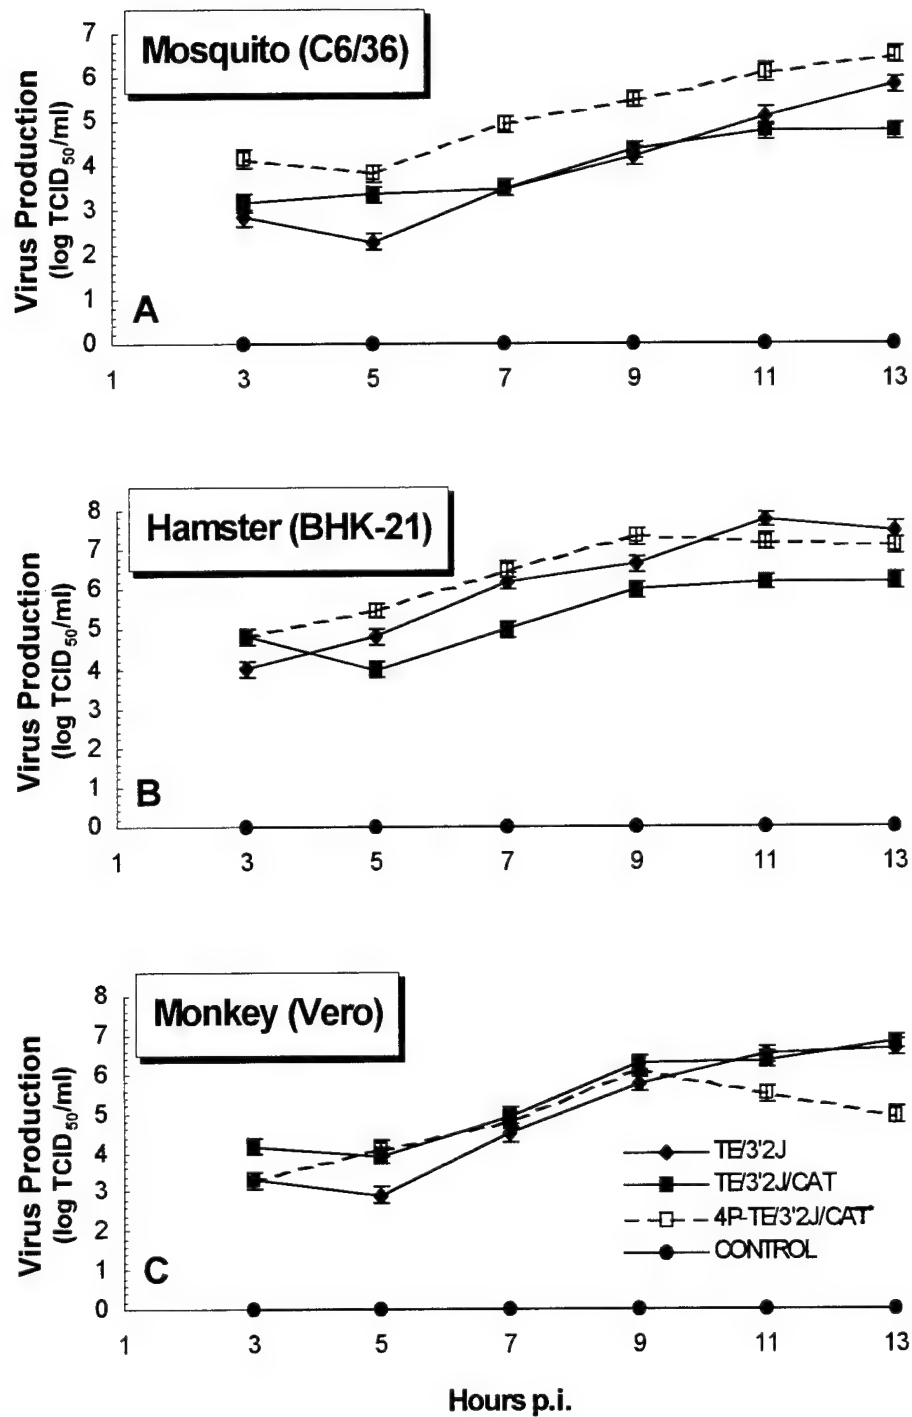 Mosquito (C6/36)
Virus Production
(log TCID50/ml)
7
6
5
4
3
2
1
0
A
1 3 5 7 9 11 13
Hamster (BHK-21)
Virus Production
(log TCID50/ml)
8
7
6
5
4
3
2
1
0
B
1 3 5 7 9 11 13
Monkey (Vero)
Virus Production
(log TCID50/ml)
8
7
6
5
4
3
2
1
0
C
TE/3'2J
TE/3'2J/CAT
4P-TE/3'2J/CAT*
CONTROL
1 3 5 7 9 11 13
Hours p.i.